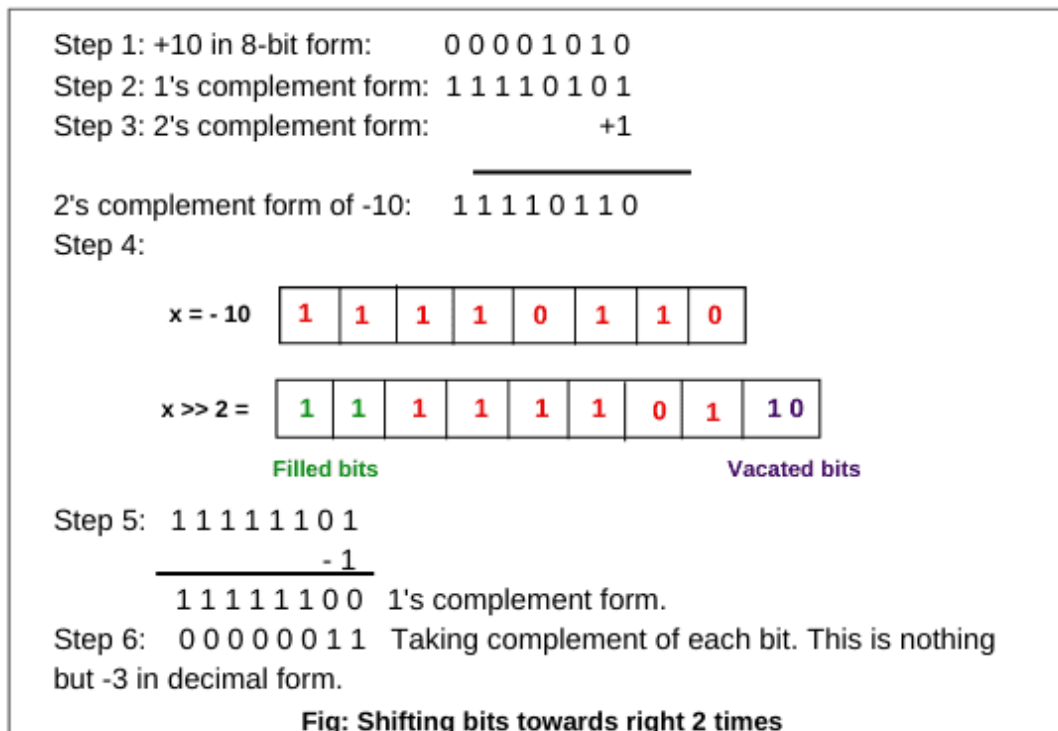 Step 1: +10 in 8-bit form: 0 0 0 0 1 0 1 0
Step 2: 1's complement form: 1 1 1 1 0 1 0 1
Step 3: 2's complement form: +1
2's complement form of -10: 1 1 1 1 0 1 1 0
Step 4:
x = - 10 1 1 1 1 0 1 1 0
x >> 2 = 1 1 1 1 1 1 0 1 1 0
Filled bits Vacated bits
Step 5: 1 1 1 1 1 1 0 1
- 1
1 1 1 1 1 1 0 0 1's complement form.
Step 6: 0 0 0 0 0 0 1 1 Taking complement of each bit. This is nothing
but -3 in decimal form.
Fig: Shifting bits towards right 2 times